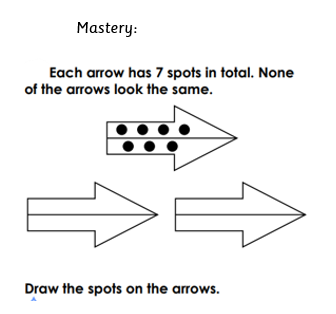 Mastery:
Each arrow has 7 spots in total. None
of the arrows look the same.
Draw the spots on the arrows.